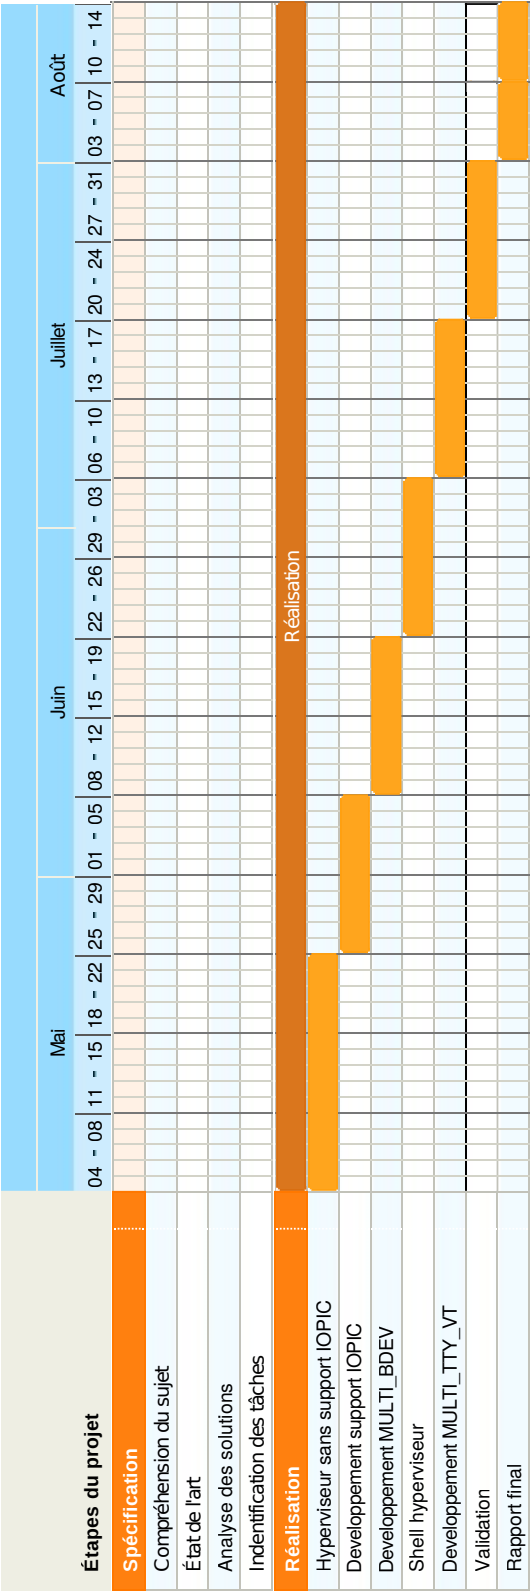 Mai Juin Juillet Août
Étapes du projet 04 - 08 11 - 15 18 - 22 25 - 29 01 - 05 08 - 12 15 - 19 22 - 26 29 - 03 06 - 10 13 - 17 20 - 24 27 - 31 03 - 07 10 - 14
Spécification
Compréhension du sujet
État de l'art
Analyse des solutions
Indentification des tâches
Réalisation Réalisation
Hyperviseur sans support IOPIC
Developpement support IOPIC
Developpement MULTI_BDEV
Shell hyperviseur
Developpement MULTI_TTY_VT
Validation
Rapport final